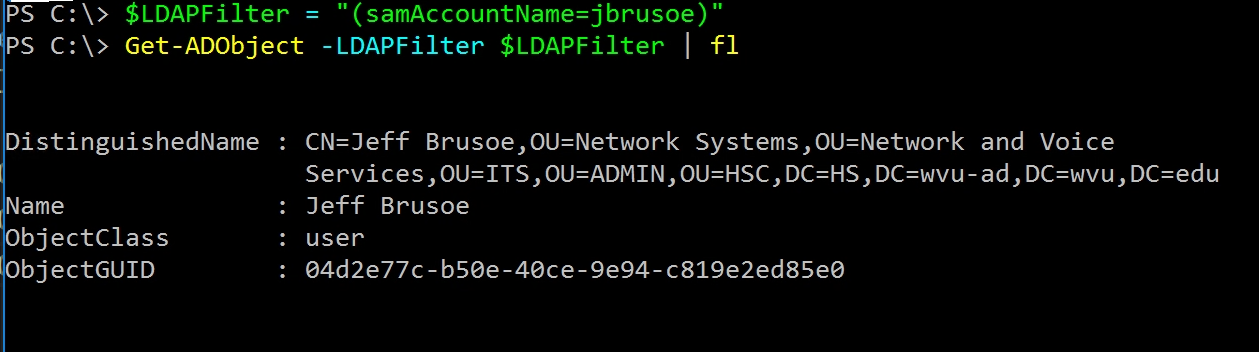 PS C:\> $LDAPFilter = "(samAccountName=jbrusoe)"
PS C:\> Get-ADObject -LDAPFilter $LDAPFilter | fl
DistinguishedName : CN=Jeff Brusoe,OU=Network Systems,OU=Network and Voice
Services,OU=ITS,OU=ADMIN,OU=HSC,DC=HS,DC=wvu-ad,DC=wvu,DC=edu
Name : Jeff Brusoe
ObjectClass : user
ObjectGUID : 04d2e77c-b50e-40ce-9e94-c819e2ed85e0